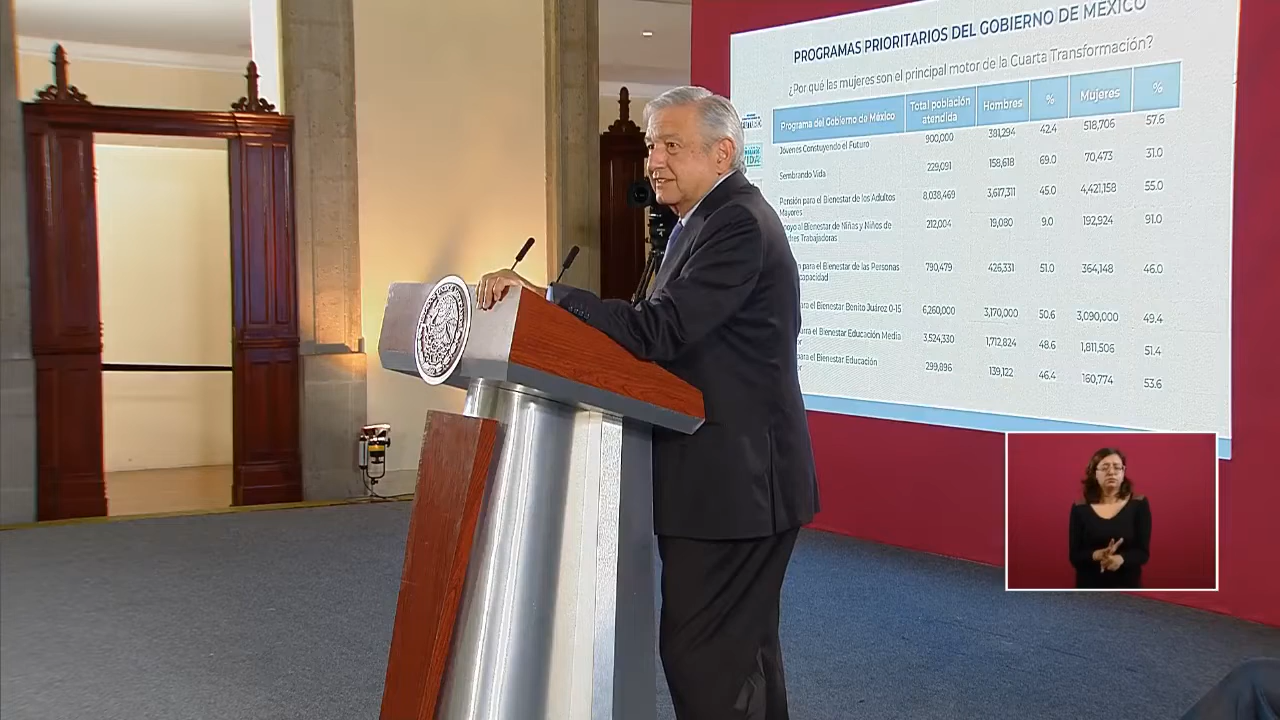 PROGRAMAS PRIORITARIOS DEL GOBIERNO DE MÉXICO
¿Por qué las mujeres son el principal motor de la Cuarta Transformación?
Programa del Gobierno de México Total población atendida Hombres % Mujeres %
Jóvenes Construyendo el Futuro 900,000 381,294 42.4 518,706 57.6
Sembrando Vida 229,091 158,618 69.0 70,473 31.0
Pensión para el Bienestar de los Adultos
Mayores 8,038,469 3,617,311 45.0 4,421,158 55.0
poyo al Bienestar de Niñas y Niños de
dres Trabajadoras 212,004 19,080 9.0 192,924 91.0
para el Bienestar de las Personas
capacidad 790,479 426,331 51.0 364,148 46.0
para el Bienestar Benito Juárez 0-15 6,260,000 3,170,000 50.6 3,090,000 49.4
para el Bienestar Educación Media
or 3,524,330 1,712,824 48.6 1,811,506 51.4
para el Bienestar Educación
or 299,896 139,122 46.4 160,774 53.6
VIDA